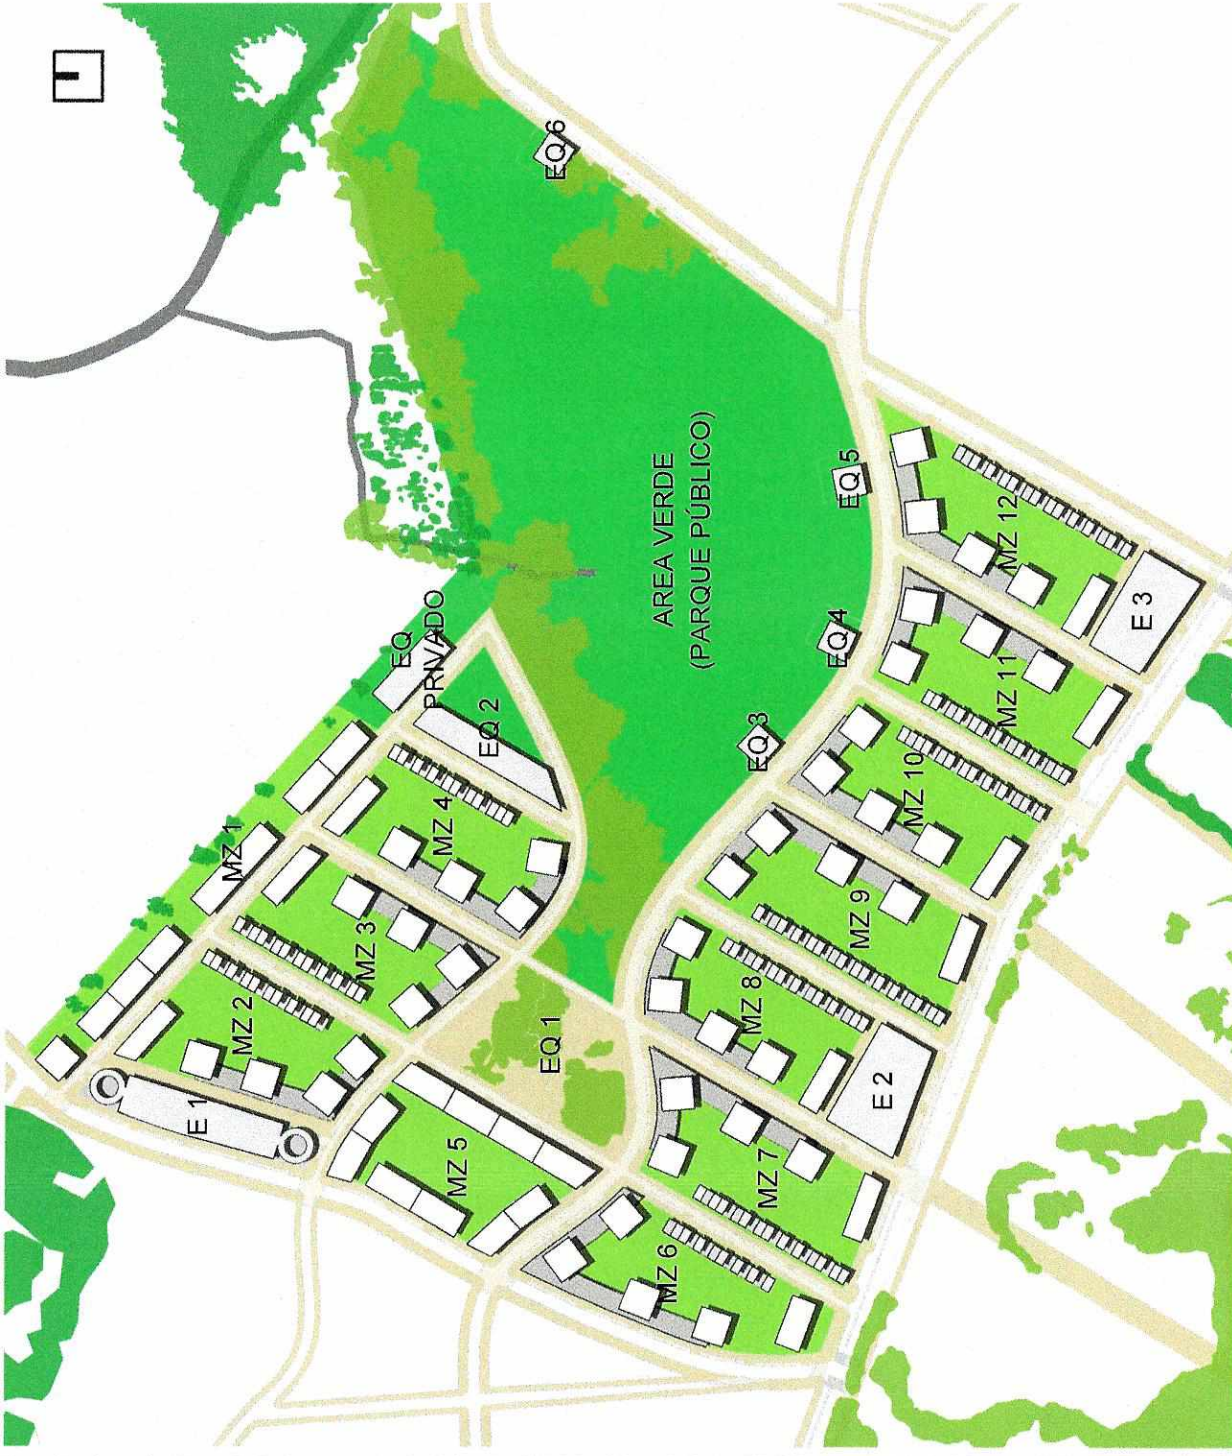 EQ 6
EQ 5
AREA VERDE
(PARQUE PÚBLICO)
EQ 4
EQ 3
EQ
PRIVADO
EQ 2
MZ 1
MZ 4
MZ 3
MZ 2
E 1
EQ 1
MZ 5
MZ 6
MZ 7
E 2
MZ 8
MZ 9
MZ 10
MZ 11
MZ 12
E 3